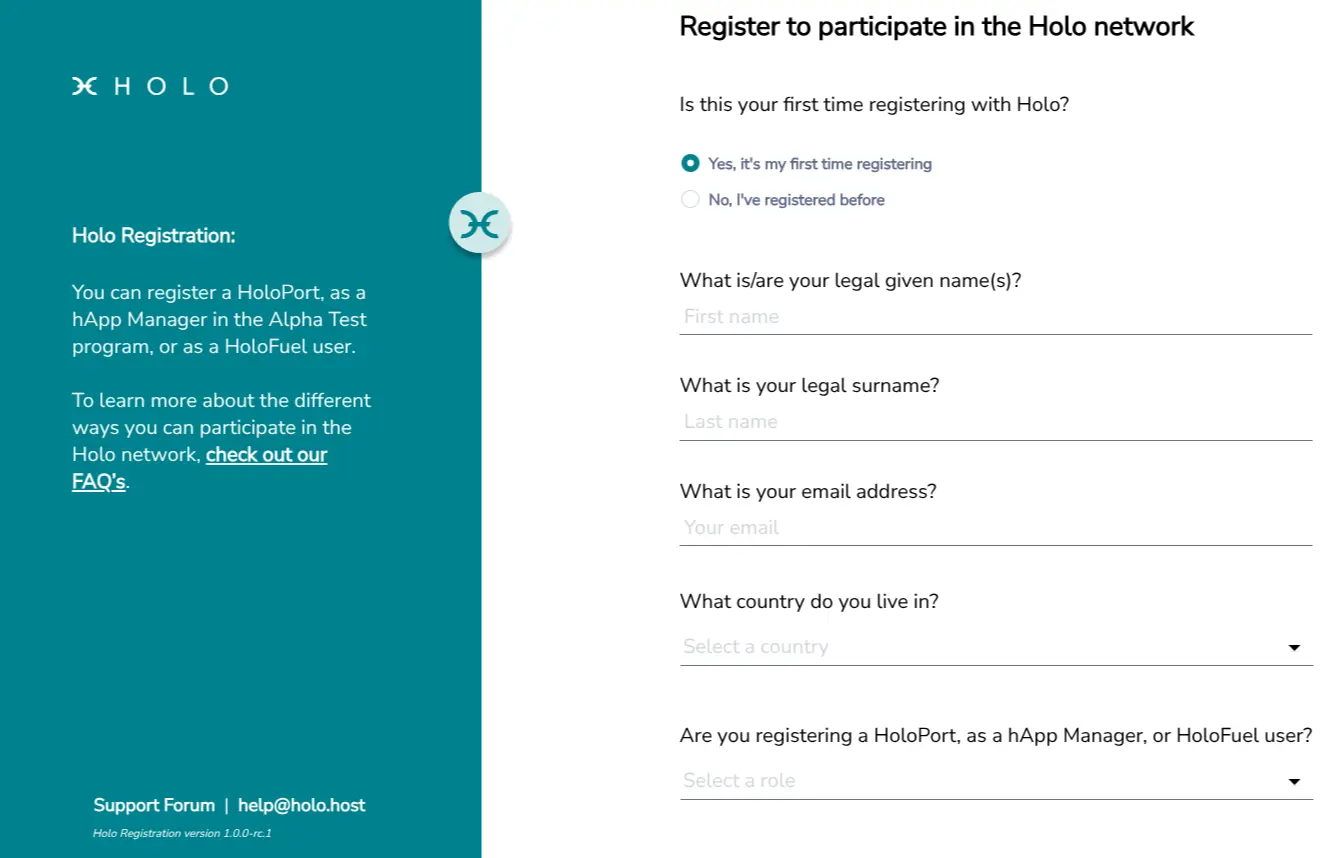 HOLO
Holo Registration:
You can register a HoloPort, as a
hApp Manager in the Alpha Test
program, or as a HoloFuel user.
To learn more about the different
ways you can participate in the
Holo network, check out our
FAQ's.
Support Forum | help@holo.host
Holo Registration version 1.0.0-rc.1
Register to participate in the Holo network
Is this your first time registering with Holo?
Yes, it's my first time registering
No, I've registered before
What is/are your legal given name(s)?
First name
What is your legal surname?
Last name
What is your email address?
Your email
What country do you live in?
Select a country
Are you registering a HoloPort, as a hApp Manager, or HoloFuel user?
Select a role